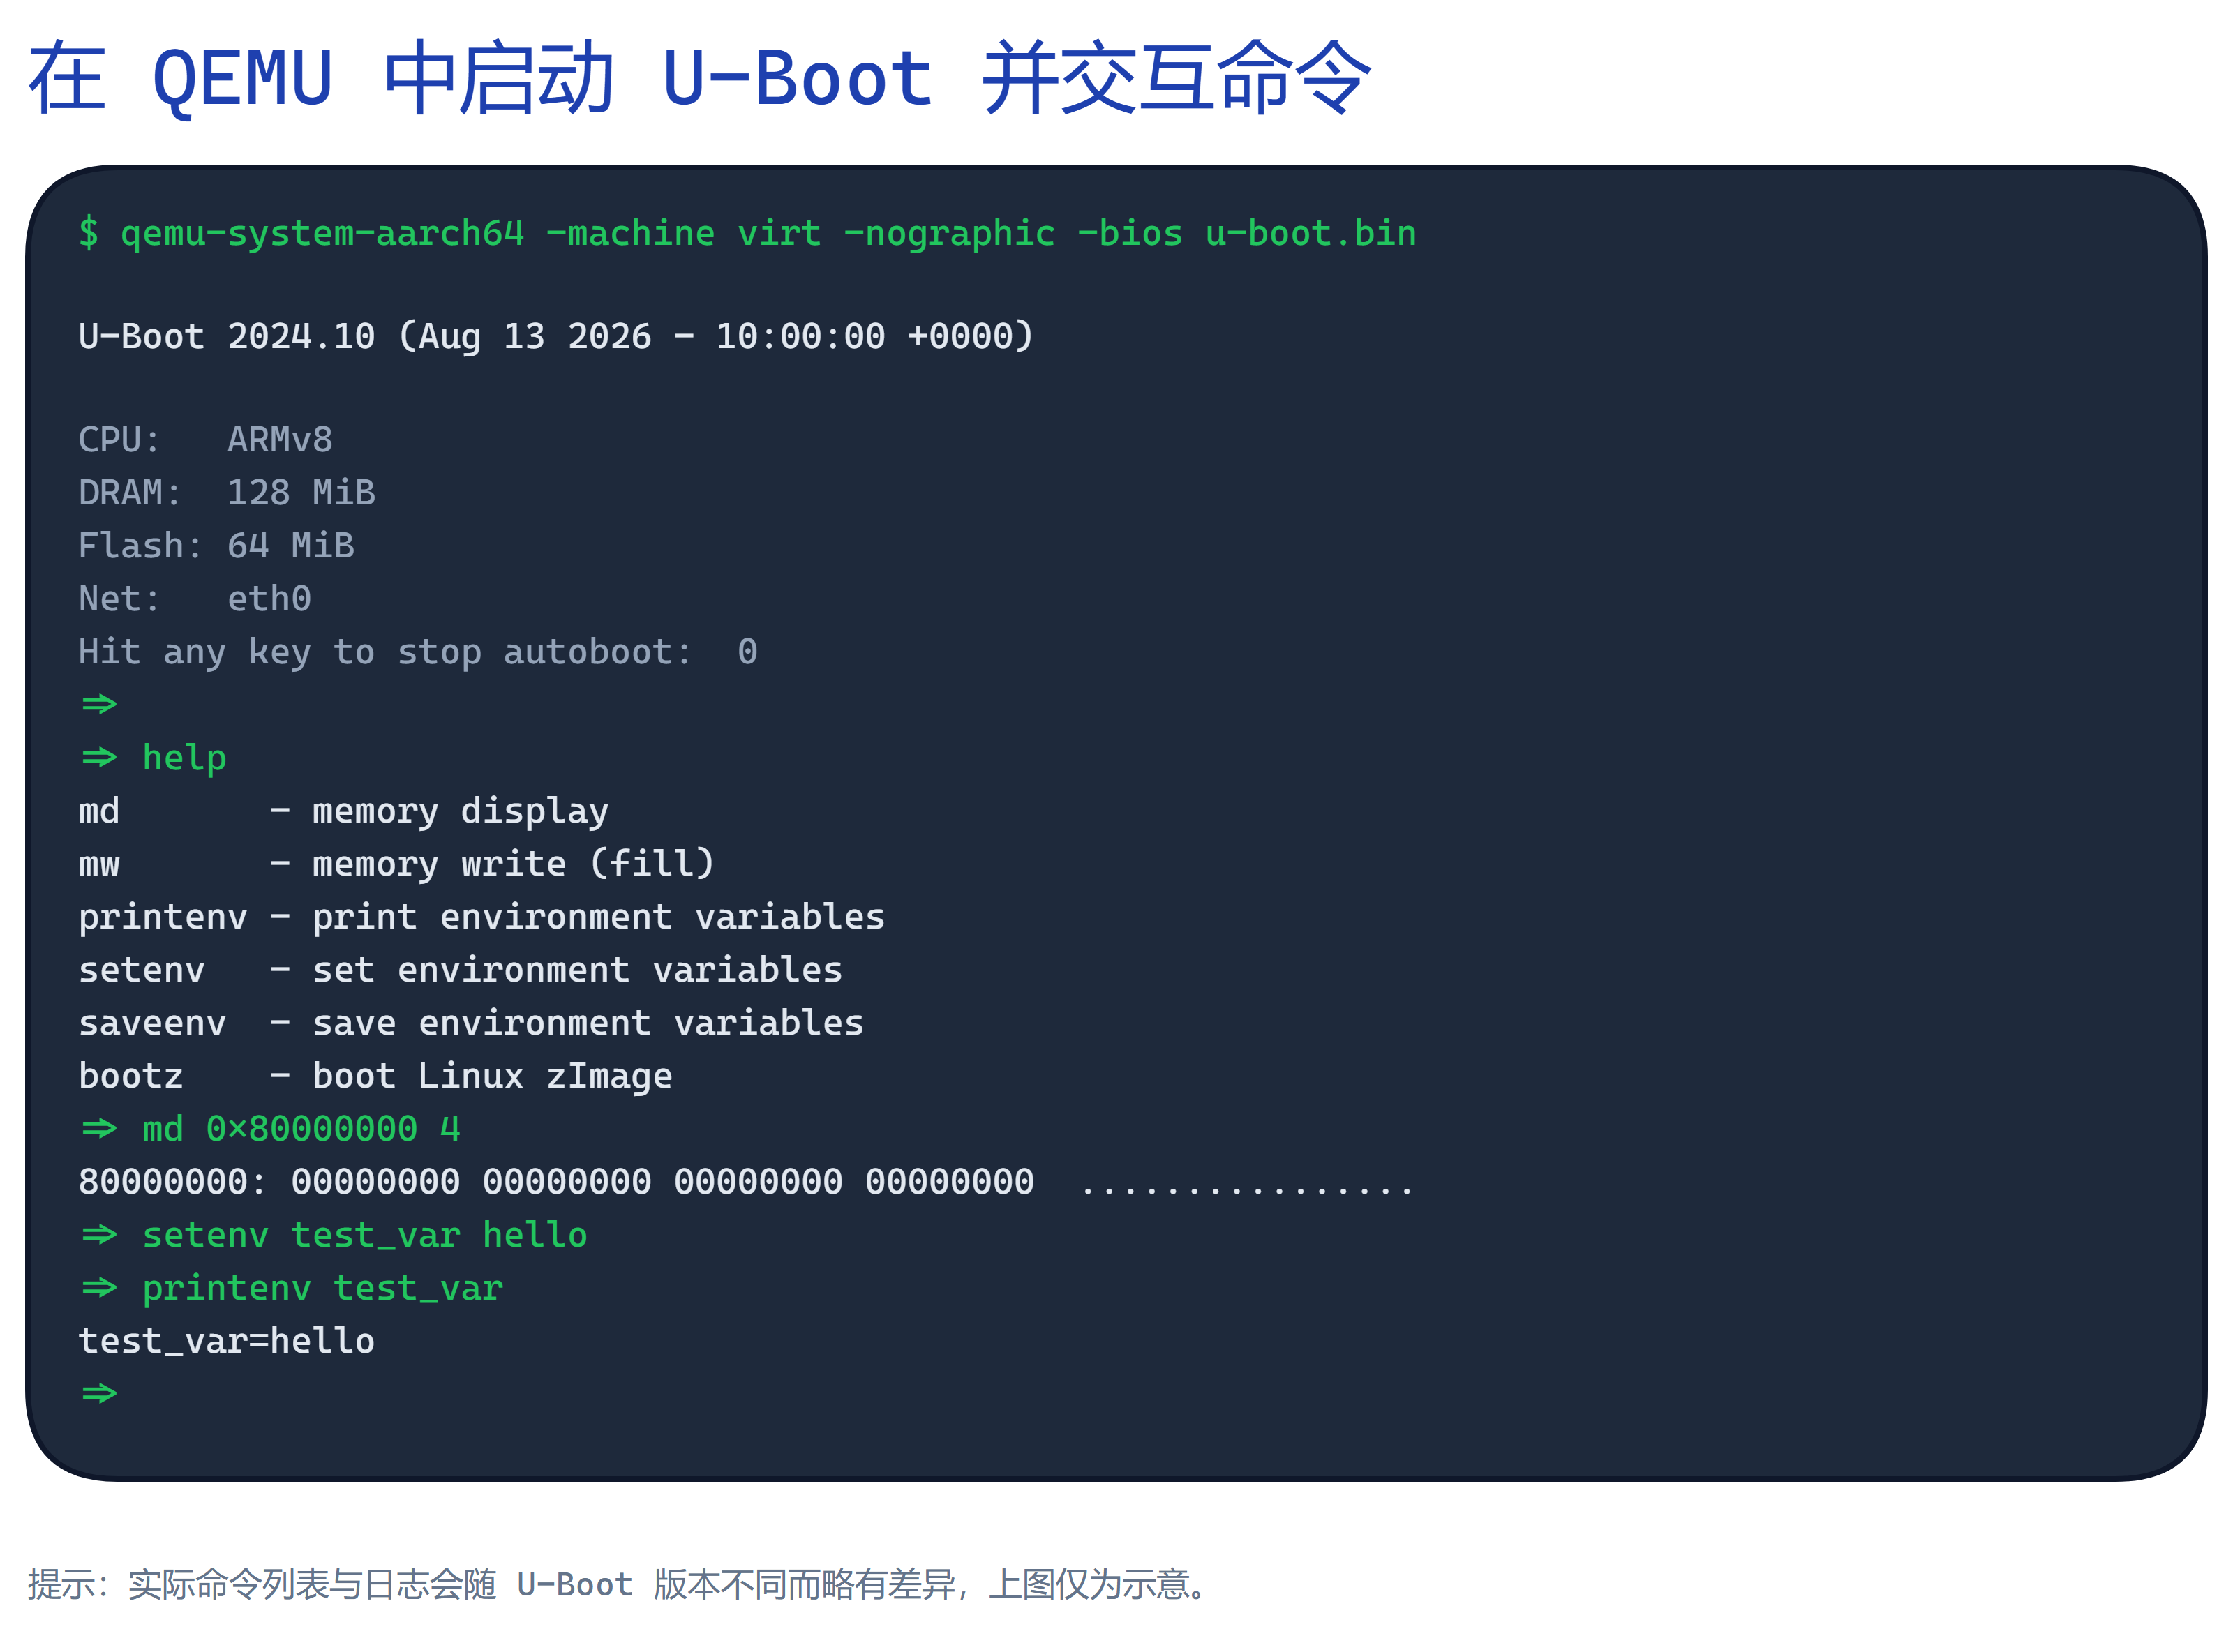 在 QEMU 中启动 U-Boot 并交互命令
$ qemu-system-aarch64 -machine virt -nographic -bios u-boot.bin
U-Boot 2024.10 (Aug 13 2026 - 10:00:00 +0000)
CPU:   ARMv8
DRAM:  128 MiB
Flash: 64 MiB
Net:   eth0
Hit any key to stop autoboot:  0
=>
=> help
md       - memory display
mw       - memory write (fill)
printenv - print environment variables
setenv   - set environment variables
saveenv  - save environment variables
bootz    - boot Linux zImage
=> md 0x80000000 4
80000000: 00000000 00000000 00000000 00000000  ................
=> setenv test_var hello
=> printenv test_var
test_var=hello
=>
提示：实际命令列表与日志会随 U-Boot 版本不同而略有差异，上图仅为示意。